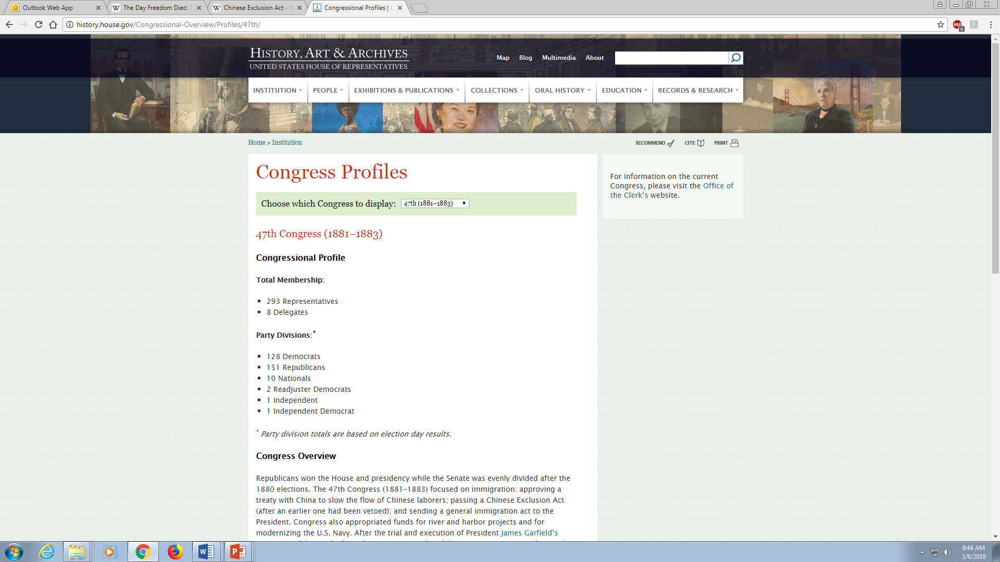 Outlook Web App
The Day Freedom Died:
Chinese Exclusion Act -
Congressional Profiles |
history.house.gov/Congressional-Overview/Profiles/47th/
ABP
4
HISTORY, ART & ARCHIVES
UNITED STATES HOUSE OF REPRESENTATIVES
Map Blog Multimedia About
INSTITUTION PEOPLE EXHIBITIONS & PUBLICATIONS COLLECTIONS ORAL HISTORY EDUCATION RECORDS & RESEARCH
Home > Institution
RECOMMEND CITE PRINT
Congress Profiles
Choose which Congress to display: 47th (1881–1883)
47th Congress (1881–1883)
Congressional Profile
Total Membership:
293 Representatives
8 Delegates
Party Divisions:*
128 Democrats
151 Republicans
10 Nationals
2 Readjuster Democrats
1 Independent
1 Independent Democrat
* Party division totals are based on election day results.
Congress Overview
Republicans won the House and presidency while the Senate was evenly divided after the
1880 elections. The 47th Congress (1881–1883) focused on immigration: approving a
treaty with China to slow the flow of Chinese laborers; passing a Chinese Exclusion Act
(after an earlier one had been vetoed); and sending a general immigration act to the
President. Congress also appropriated funds for river and harbor projects and for
modernizing the U.S. Navy. After the trial and execution of President James Garfield's
For information on the current
Congress, please visit the Office of
the Clerk's website.
8:44 AM
3/6/2018